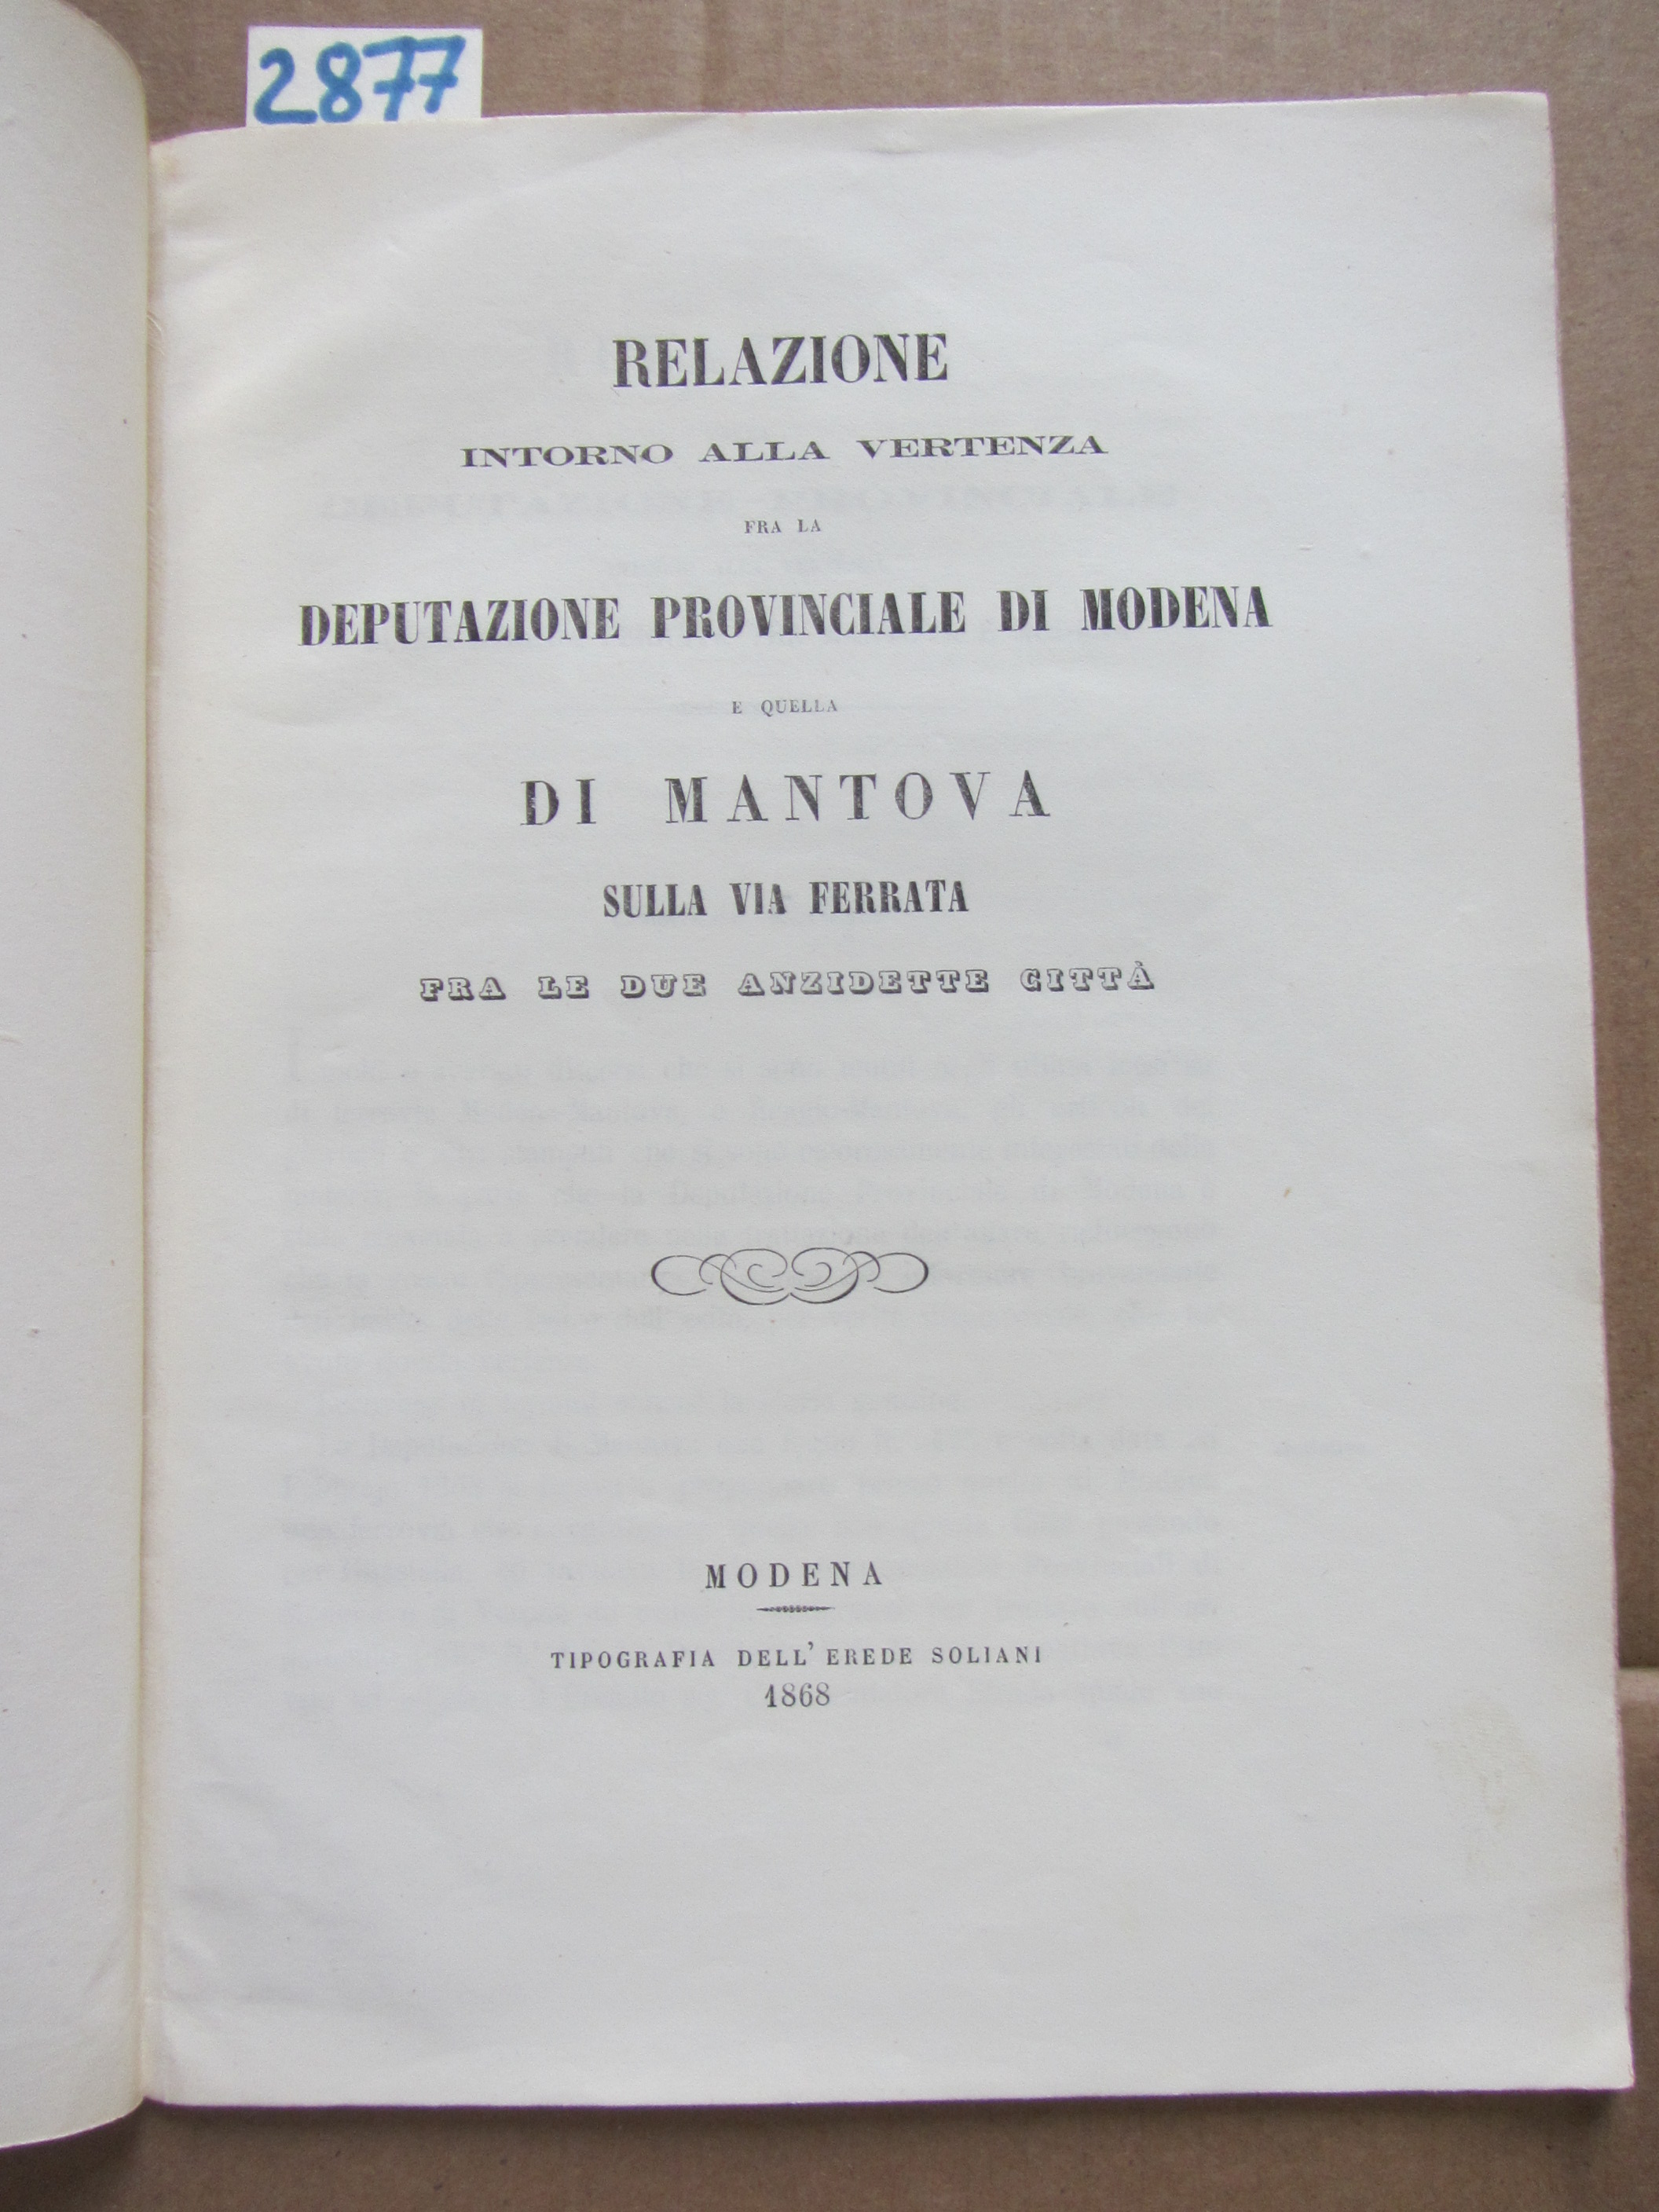 2877
RELAZIONE
INTORNO ALLA VERTENZA
FRA LA
DEPUTAZIONE PROVINCIALE DI MODENA
E QUELLA
DI MANTOVA
SULLA VIA FERRATA
FRA LE DUE ANZIDETTE CITTÀ
MODENA
TIPOGRAFIA DELL' EREDE SOLIANI
1868